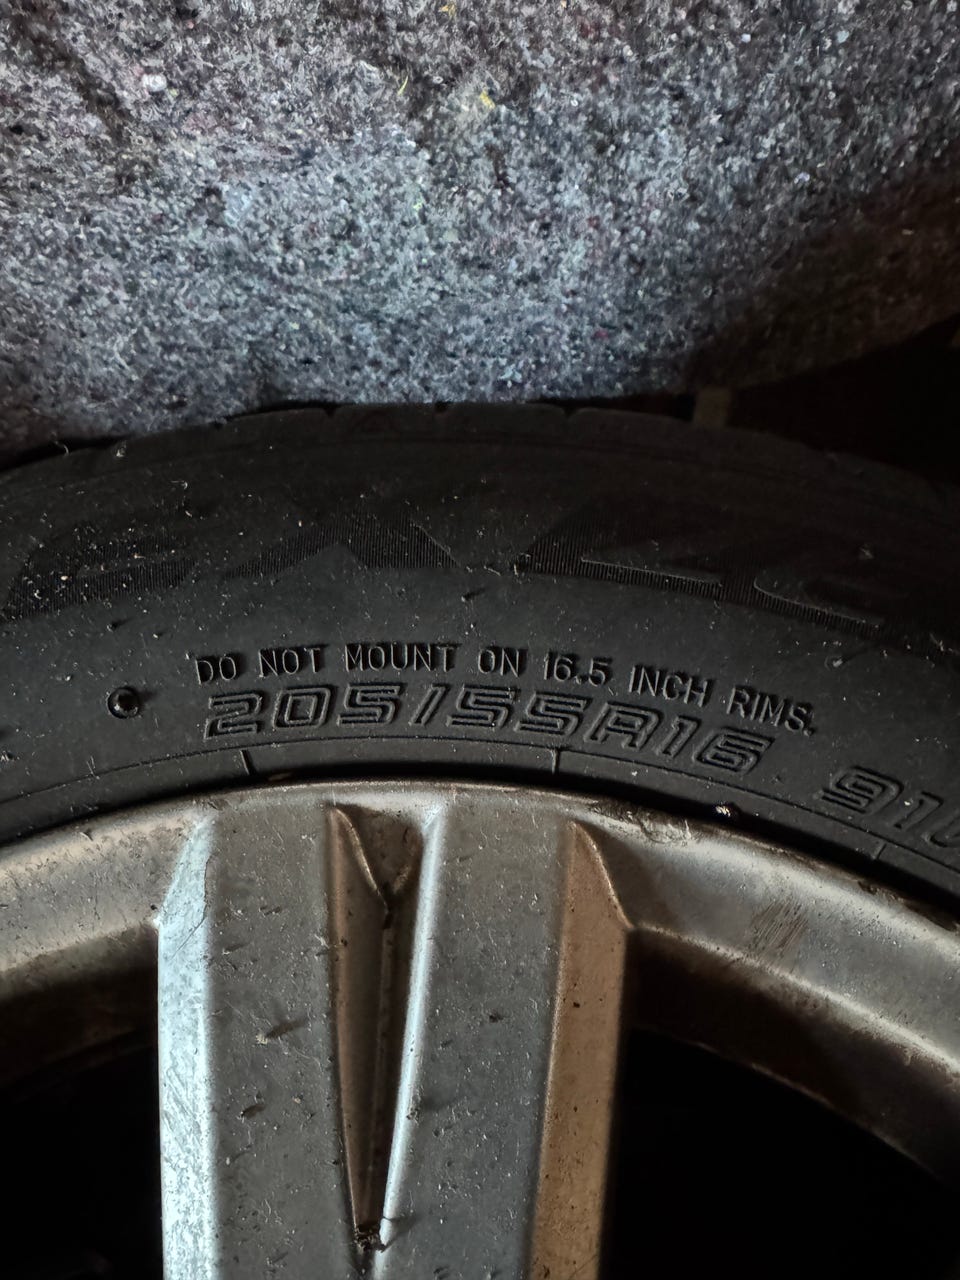 DO NOT MOUNT ON 16.5 INCH RIMS.
205/55R16